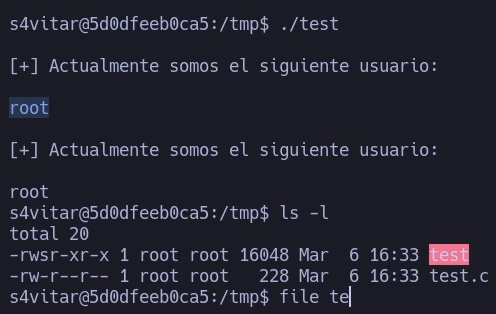 s4vitar@5d0dfeeb0ca5:/tmp$ ./test
[+] Actualmente somos el siguiente usuario:
root
[+] Actualmente somos el siguiente usuario:
root
s4vitar@5d0dfeeb0ca5:/tmp$ ls -l
total 20
-rwsr-xr-x 1 root root 16048 Mar  6 16:33 test
-rw-r--r-- 1 root root   228 Mar  6 16:33 test.c
s4vitar@5d0dfeeb0ca5:/tmp$ file te